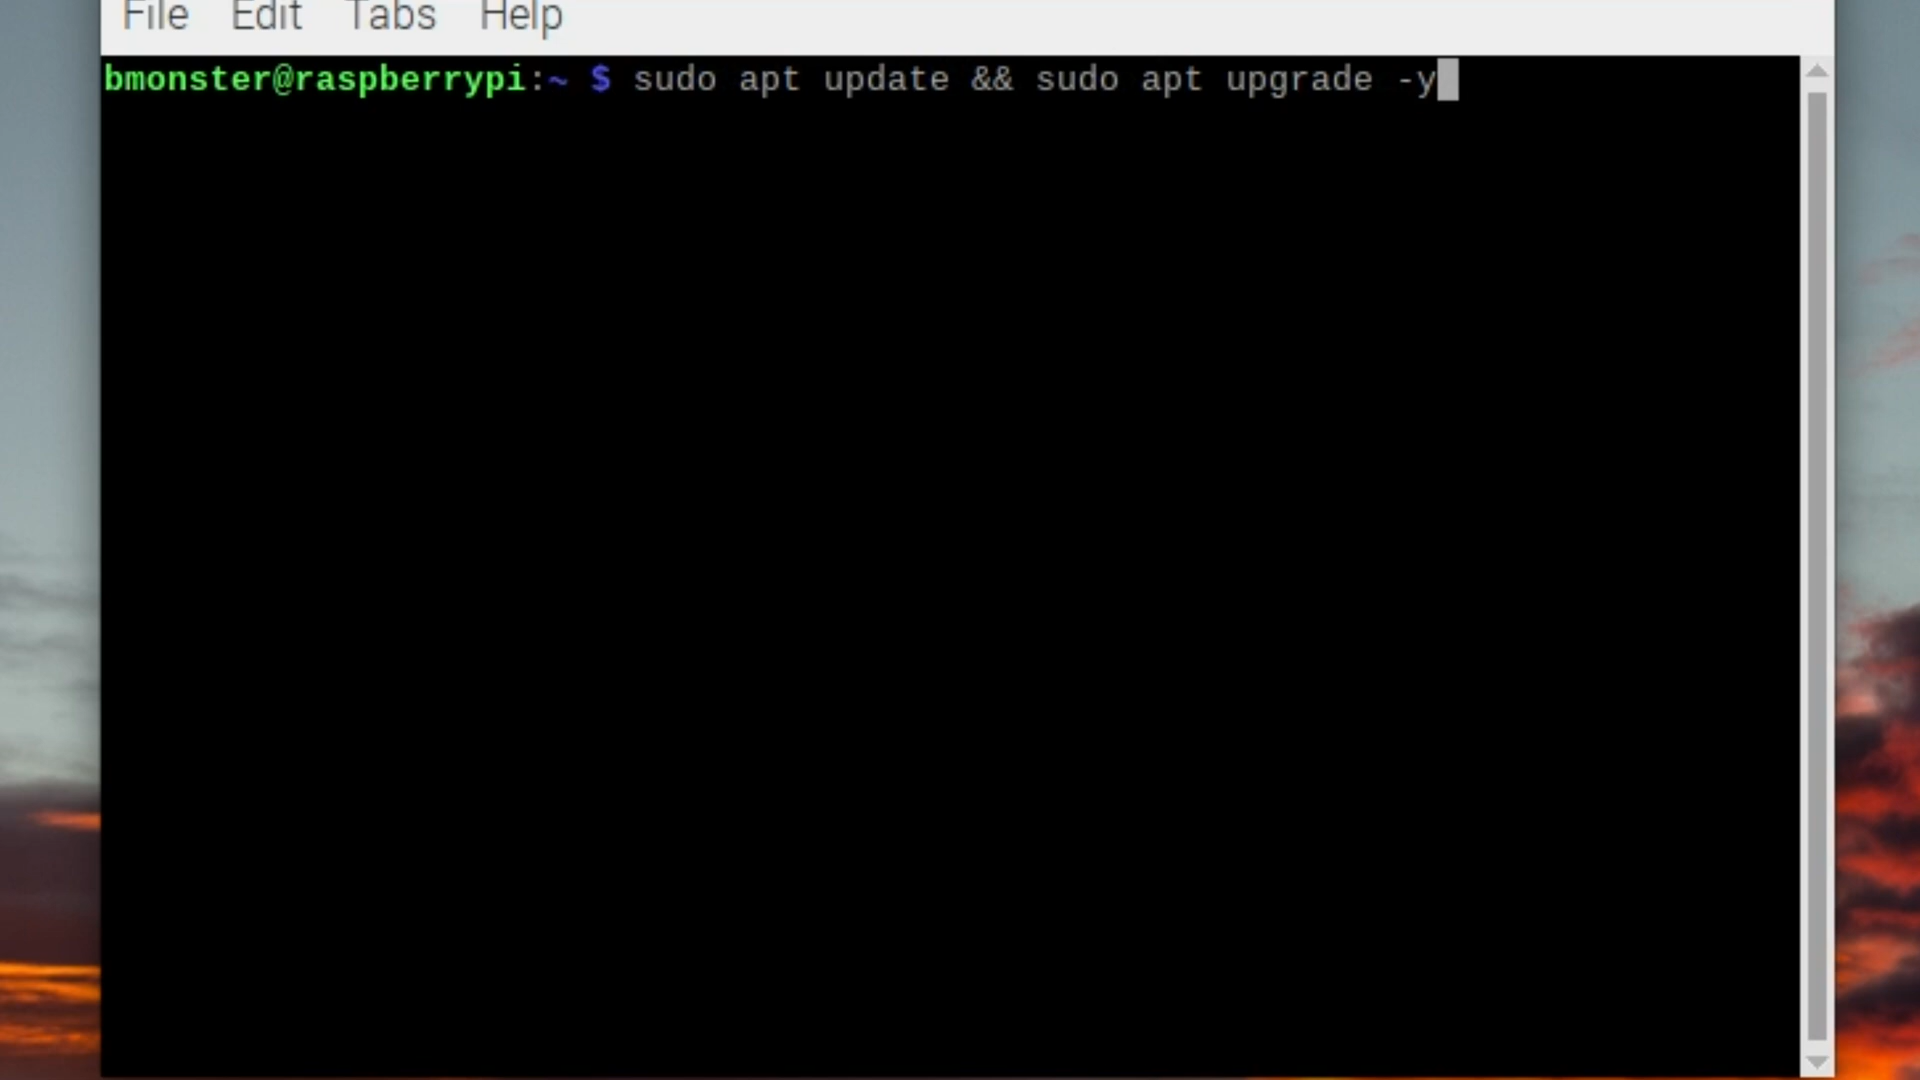 File Edit Tabs Help
bmonster@raspberrypi:~ $ sudo apt update && sudo apt upgrade -y